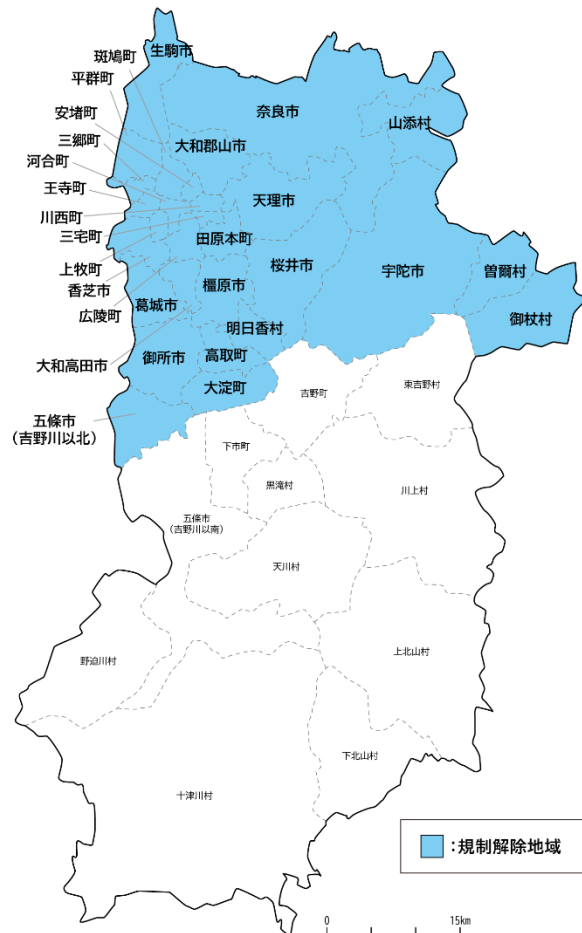 生駒市
斑鳩町
平群町
奈良市
安堵町
山添村
三郷町
大和郡山市
河合町
王寺町
天理市
川西町
三宅町
田原本町
上牧町
桜井市
宇陀市
曽爾村
香芝市
橿原市
葛城市
広陵町
御杖村
明日香村
大和高田市
御所市
高取町
大淀町
吉野町
東吉野村
五條市
（吉野川以北）
下市町
黒滝村
川上村
五條市
（吉野川以南）
天川村
上北山村
野迫川村
下北山村
十津川村
：規制解除地域
0 15km